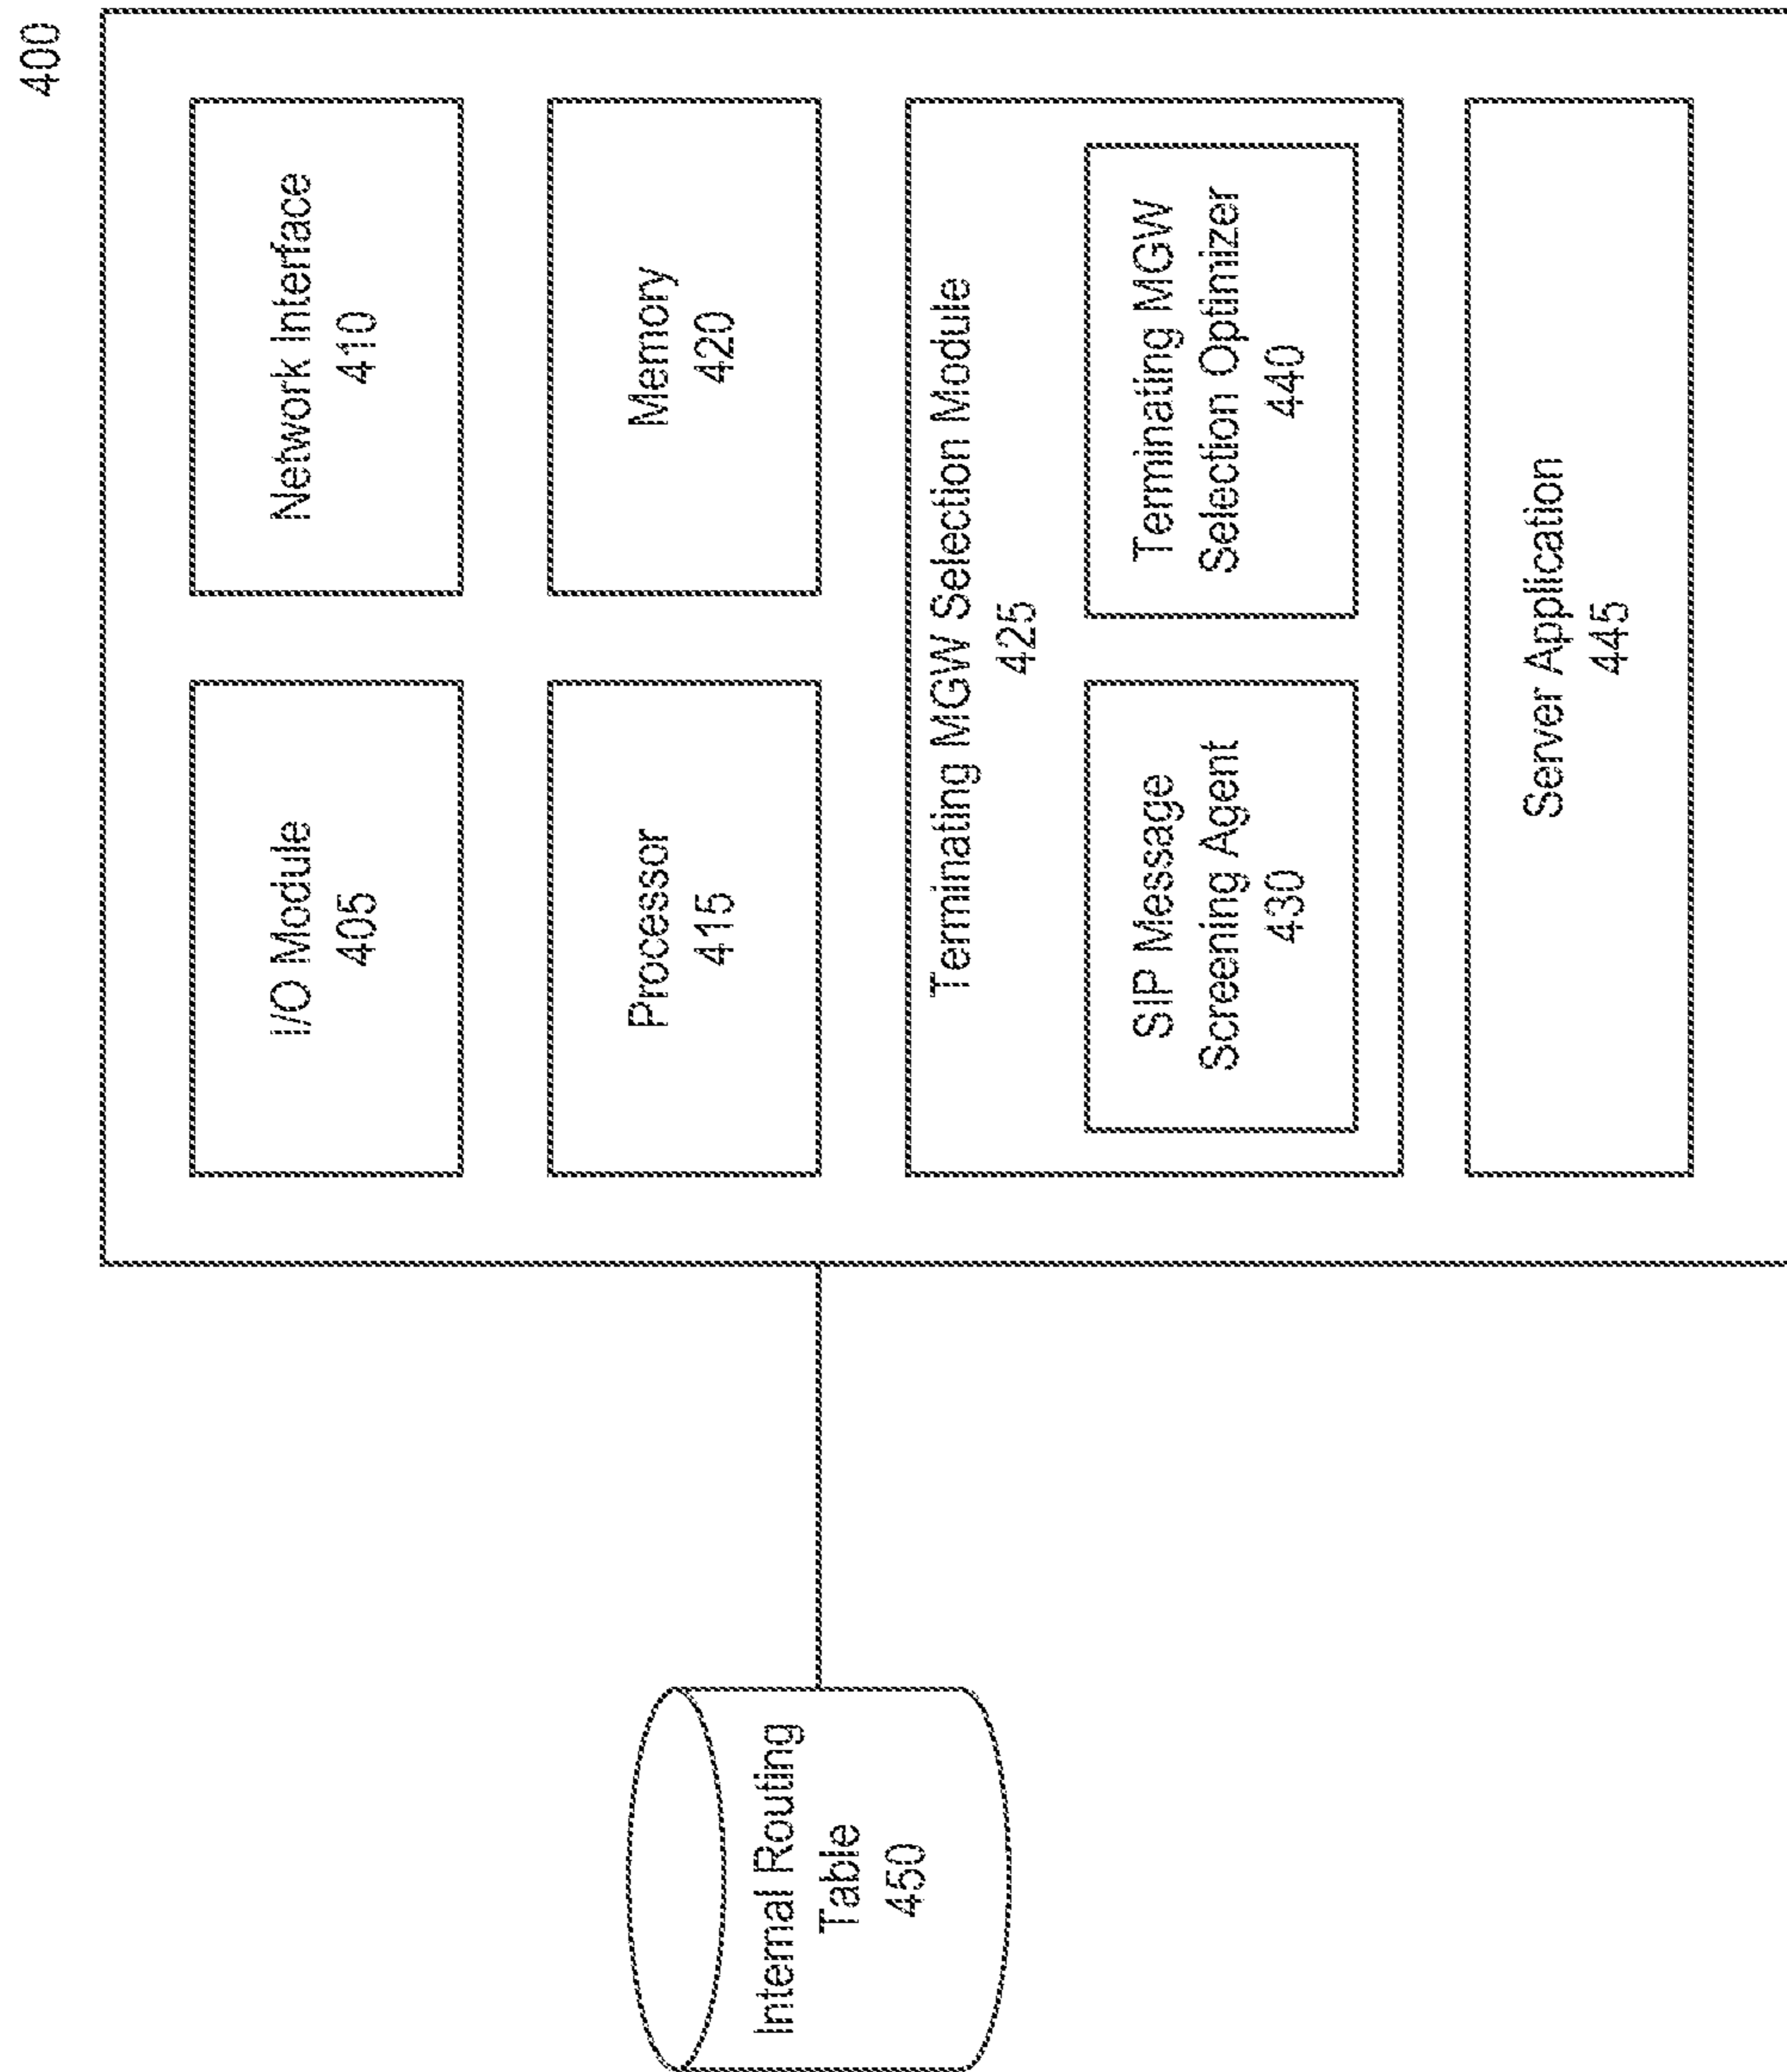 400
I/O Module
405
Network Interface
410
Processor
415
Memory
420
Terminating MGW Selection Module
425
SIP Message
Screening Agent
430
Terminating MGW
Selection Optimizer
440
Server Application
445
Internal Routing
Table
450